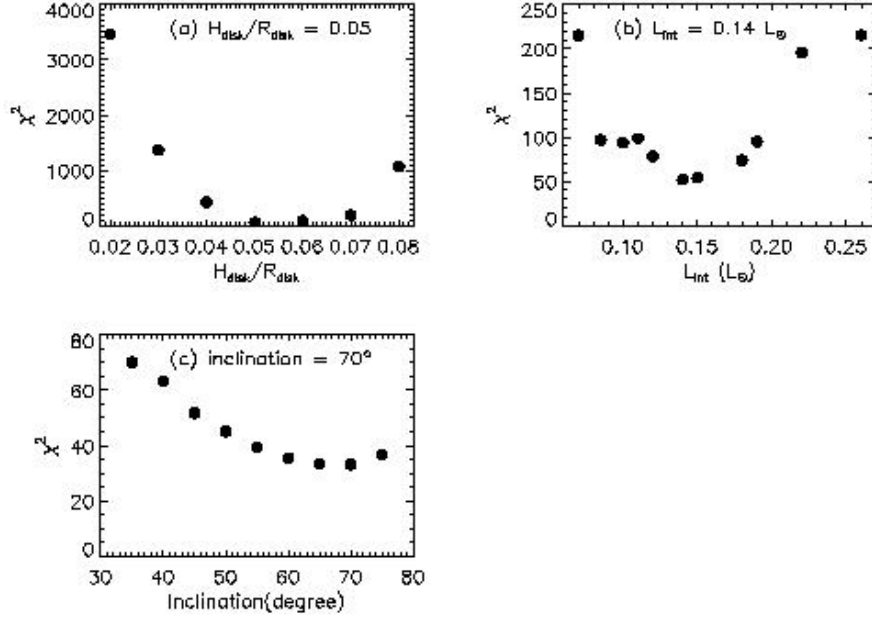 4000
3000
2000
1000
0
χ²
(a) H_disk/R_disk = 0.05
0.02 0.03 0.04 0.05 0.06 0.07 0.08
H_disk/R_disk
250
200
150
100
50
0
χ²
(b) L_int = 0.14 L_⊙
0.10 0.15 0.20 0.25
L_int (L_⊙)
80
60
40
20
0
χ²
(c) inclination = 70°
30 40 50 60 70 80
Inclination(degree)